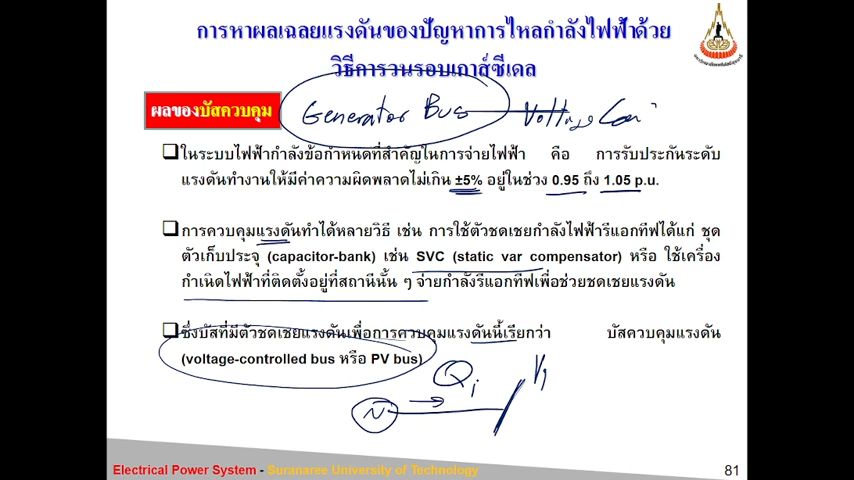 การหาผลเฉลยแรงดันของปัญหาการไหลกำลังไฟฟ้าด้วย
วิธีการวนรอบเกาส์ซีเดล
ผลของบัสควบคุม
Generator Bus
Voltage Con
ในระบบไฟฟ้ากำลังข้อกำหนดที่สำคัญในการจ่ายไฟฟ้า คือ การรับประกันระดับ
แรงดันทำงานให้มีค่าความผิดพลาดไม่เกิน ±5% อยู่ในช่วง 0.95 ถึง 1.05 p.u.
การควบคุมแรงดันทำได้หลายวิธี เช่น การใช้ตัวชดเชยกำลังไฟฟ้ารีแอกทีฟได้แก่ ชุด
ตัวเก็บประจุ (capacitor-bank) เช่น SVC (static var compensator) หรือ ใช้เครื่อง
กำเนิดไฟฟ้าที่ติดตั้งอยู่ที่สถานีนั้น ๆ จ่ายกำลังรีแอกทีฟเพื่อช่วยชดเชยแรงดัน
ซึ่งบัสที่มีตัวชดเชยแรงดันเพื่อการควบคุมแรงดันนี้เรียกว่า บัสควบคุมแรงดัน
(voltage-controlled bus หรือ PV bus)
Qi
Electrical Power System - Suranaree University of Technology
81